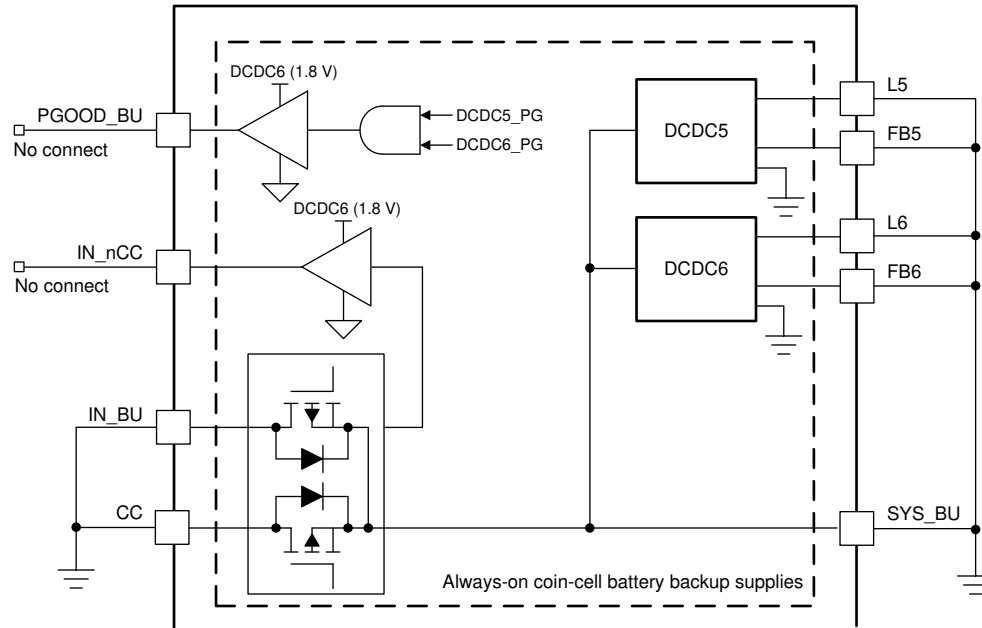 DCDC6 (1.8 V)
PGOOD_BU
No connect
DCDC5_PG
DCDC6_PG
DCDC5
L5
FB5
DCDC6 (1.8 V)
IN_nCC
No connect
DCDC6
L6
FB6
IN_BU
CC
SYS_BU
Always-on coin-cell battery backup supplies